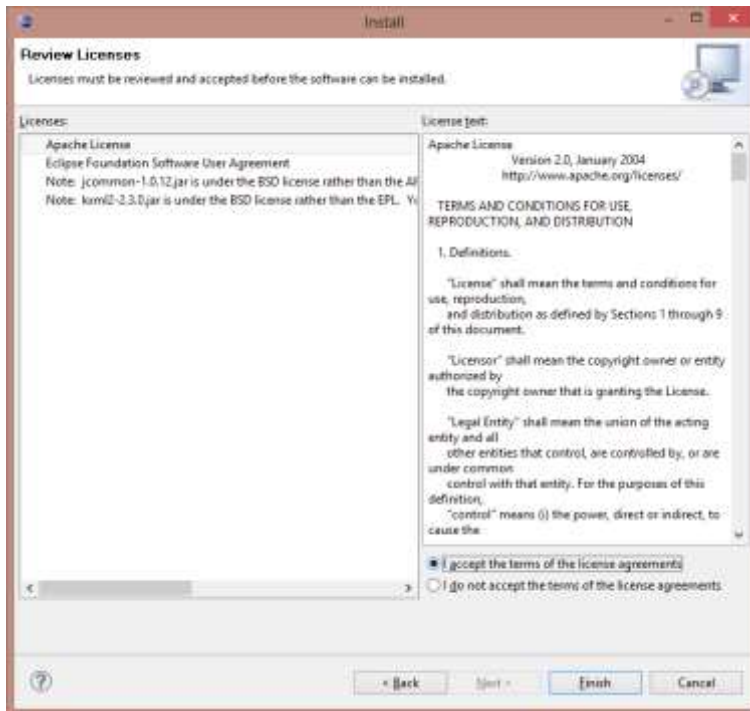 Install
Review Licenses
Licenses must be reviewed and accepted before the software can be installed.
Licenses:
Apache License
Eclipse Foundation Software User Agreement
Note: jcommon-1.0.12.jar is under the BSD license rather than the
Note: kxml2-2.3.0.jar is under the BSD license rather than the EPL.
License text:
Apache License
Version 2.0, January 2004
http://www.apache.org/licenses/
TERMS AND CONDITIONS FOR USE,
REPRODUCTION, AND DISTRIBUTION
1. Definitions.
"License" shall mean the terms and conditions for
use, reproduction,
and distribution as defined by Sections 1 through 9
of this document.
"Licensor" shall mean the copyright owner or entity
authorized by
the copyright owner that is granting the License.
"Legal Entity" shall mean the union of the acting
entity and all
other entities that control, are controlled by, or are
under common
control with that entity. For the purposes of this
definition,
"control" means (i) the power, direct or indirect, to
cause the
I accept the terms of the license agreements
I do not accept the terms of the license agreements
< Back
Next >
Finish
Cancel